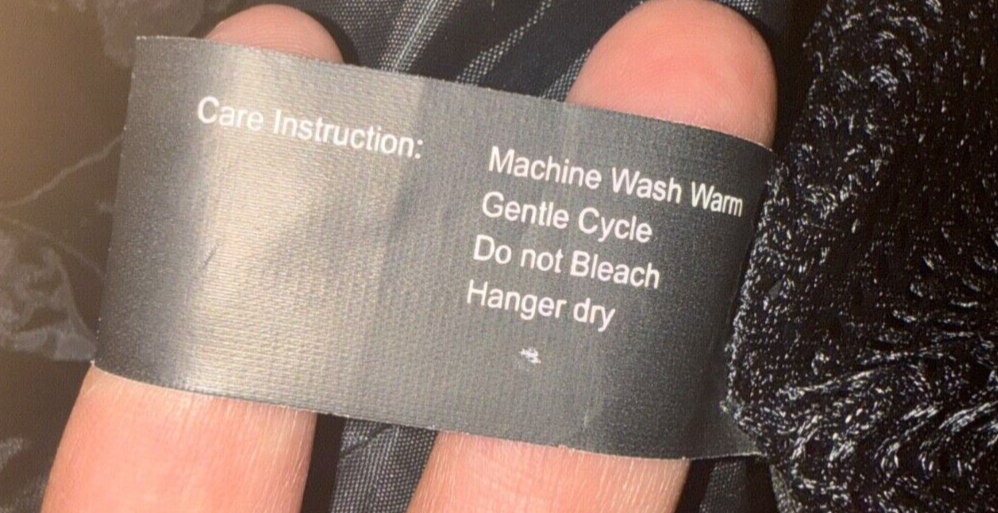 Care Instruction:
Machine Wash Warm
Gentle Cycle
Do not Bleach
Hanger dry